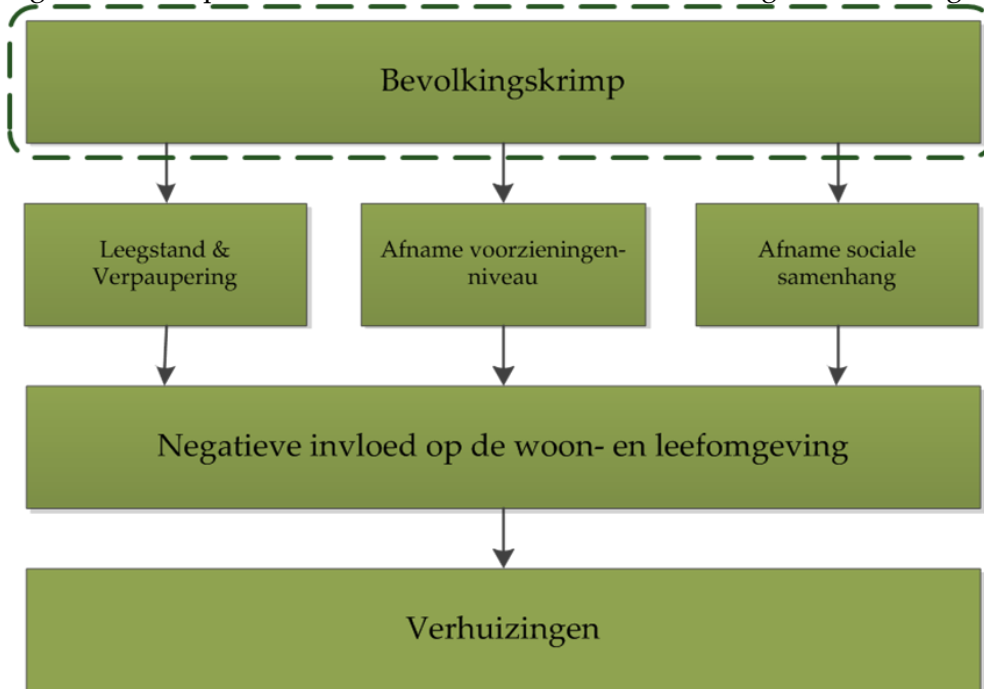 Bevolkingskrimp
Leegstand &
Verpaupering
Afname voorzieningen-
niveau
Afname sociale
samenhang
Negatieve invloed op de woon- en leefomgeving
Verhuizingen